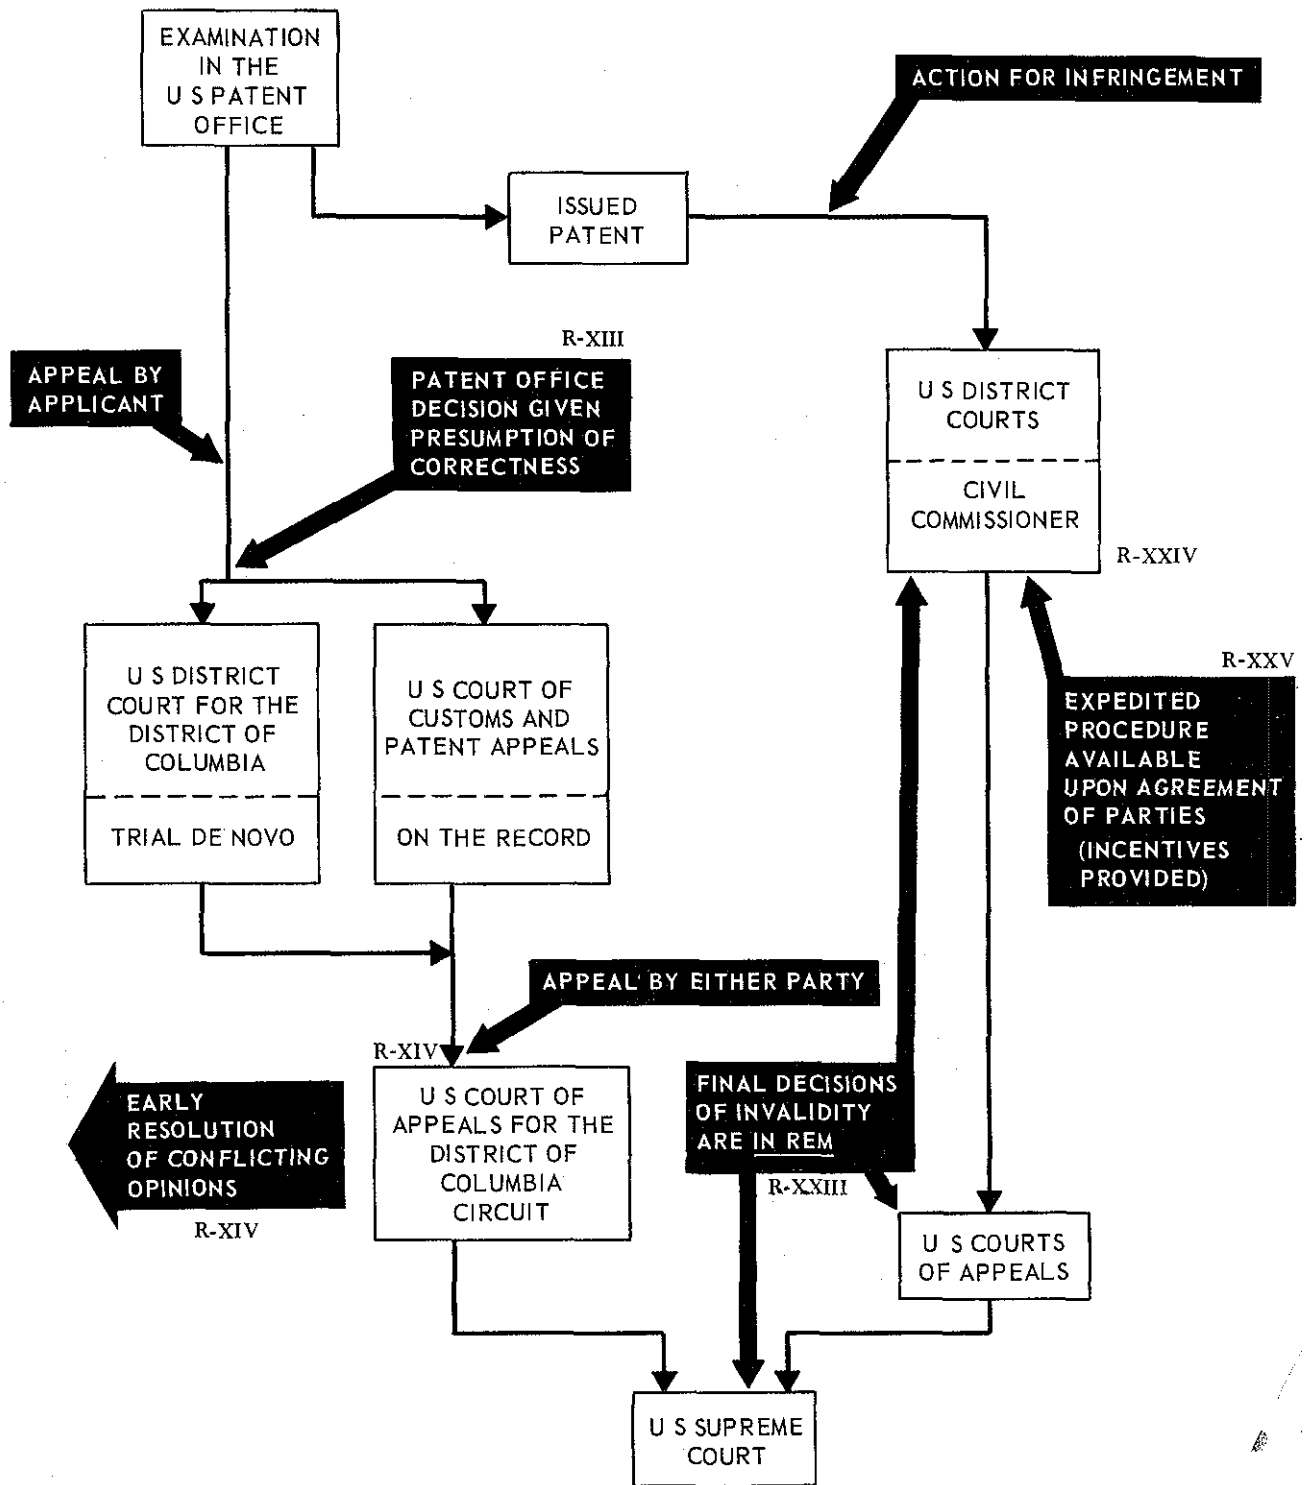 EXAMINATION
IN THE
U S PATENT
OFFICE
ACTION FOR INFRINGEMENT
ISSUED
PATENT
R-XIII
APPEAL BY
APPLICANT
PATENT OFFICE
DECISION GIVEN
PRESUMPTION OF
CORRECTNESS
U S DISTRICT
COURTS
CIVIL
COMMISSIONER
R-XXIV
U S DISTRICT
COURT FOR THE
DISTRICT OF
COLUMBIA
TRIAL DE NOVO
U S COURT OF
CUSTOMS AND
PATENT APPEALS
ON THE RECORD
R-XXV
EXPEDITED
PROCEDURE
AVAILABLE
UPON AGREEMENT
OF PARTIES
(INCENTIVES
PROVIDED)
APPEAL BY EITHER PARTY
R-XIV
EARLY
RESOLUTION
OF CONFLICTING
OPINIONS
R-XIV
U S COURT OF
APPEALS FOR THE
DISTRICT OF
COLUMBIA
CIRCUIT
FINAL DECISIONS
OF INVALIDITY
ARE IN REM
R-XXIII
U S COURTS
OF APPEALS
U S SUPREME
COURT